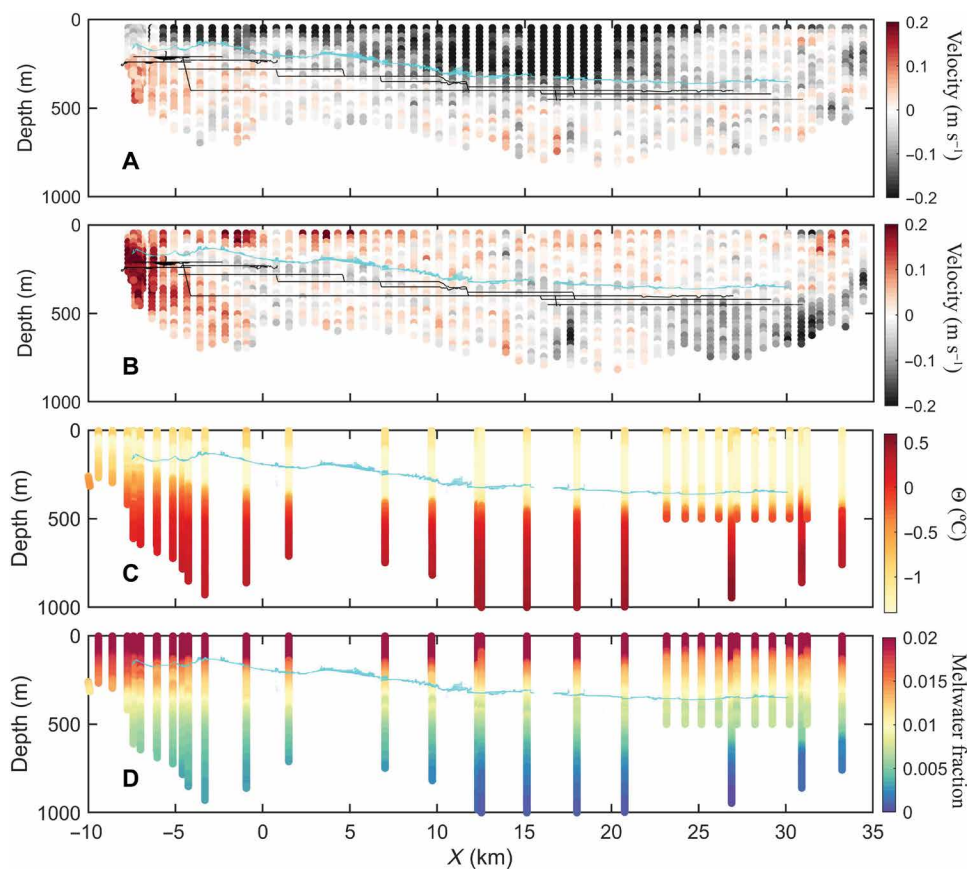 0
500
1000
Depth (m)
A
0.2
0.1
0
−0.1
−0.2
Velocity (m s⁻¹)
0
500
1000
Depth (m)
B
0.2
0.1
0
−0.1
−0.2
Velocity (m s⁻¹)
0
500
1000
Depth (m)
C
0.5
0
−0.5
−1
Θ (°C)
0
500
1000
Depth (m)
D
0.02
0.015
0.01
0.005
0
Meltwater fraction
−10 −5 0 5 10 15 20 25 30 35
X (km)